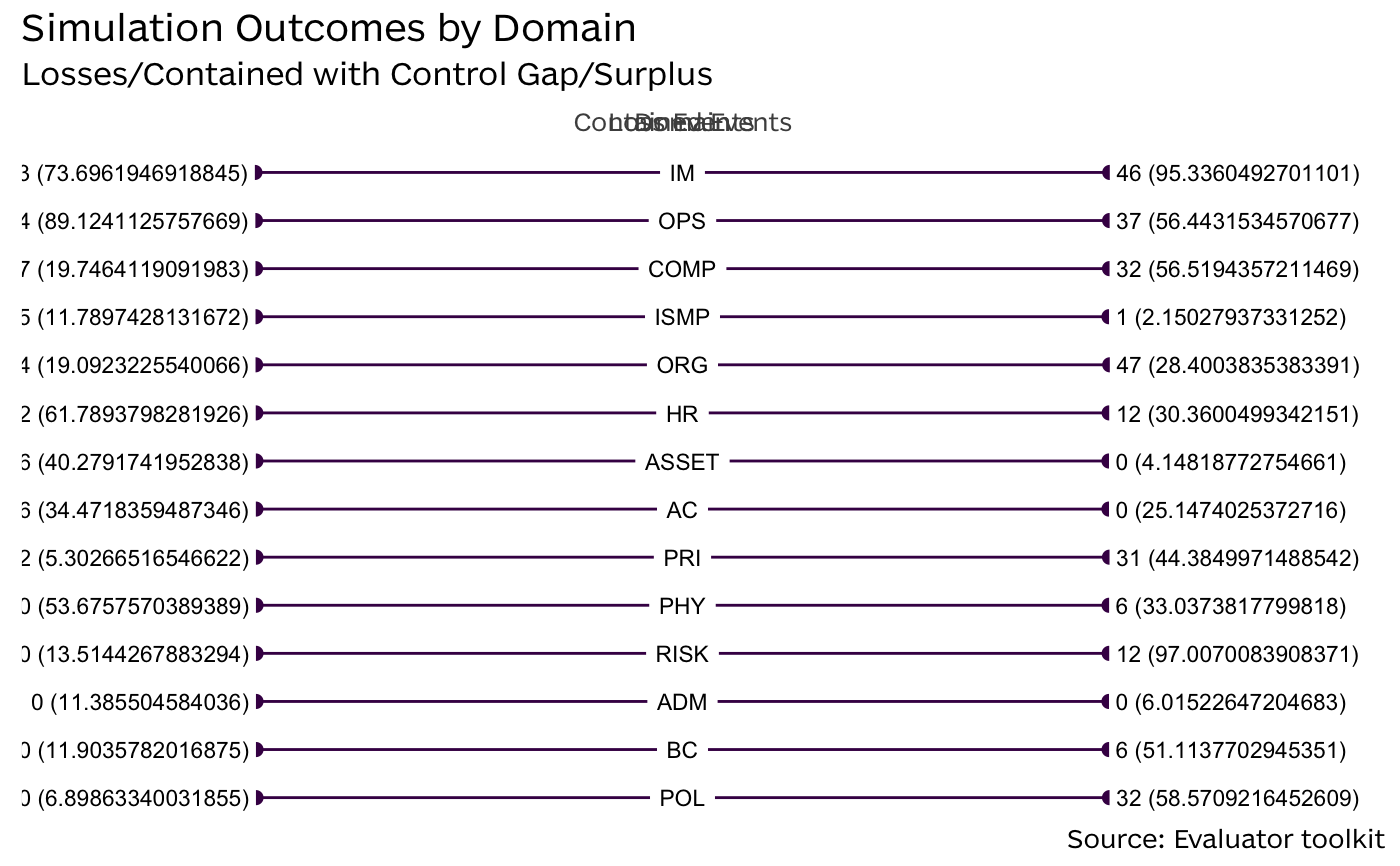 Simulation Outcomes by Domain
Losses/Contained with Control Gap/Surplus
(73.6961946918845) IM 46 (95.3360492701101)
(89.1241125757669) OPS 37 (56.4431534570677)
(19.7464119091983) COMP 32 (56.5194357211469)
(11.7897428131672) ISMP 1 (2.15027937331252)
(19.0923225540066) ORG 47 (28.4003835383391)
(61.7893798281926) HR 12 (30.3600499342151)
(40.2791741952838) ASSET 0 (4.14818772754661)
(34.4718359487346) AC 0 (25.1474025372716)
(5.30266516546622) PRI 31 (44.3849971488542)
(53.6757570389389) PHY 6 (33.0373817799818)
(13.5144267883294) RISK 12 (97.0070083908371)
0 (11.385504584036) ADM 0 (6.01522647204683)
(11.9035782016875) BC 6 (51.1137702945351)
(6.89863340031855) POL 32 (58.5709216452609)
Source: Evaluator toolkit